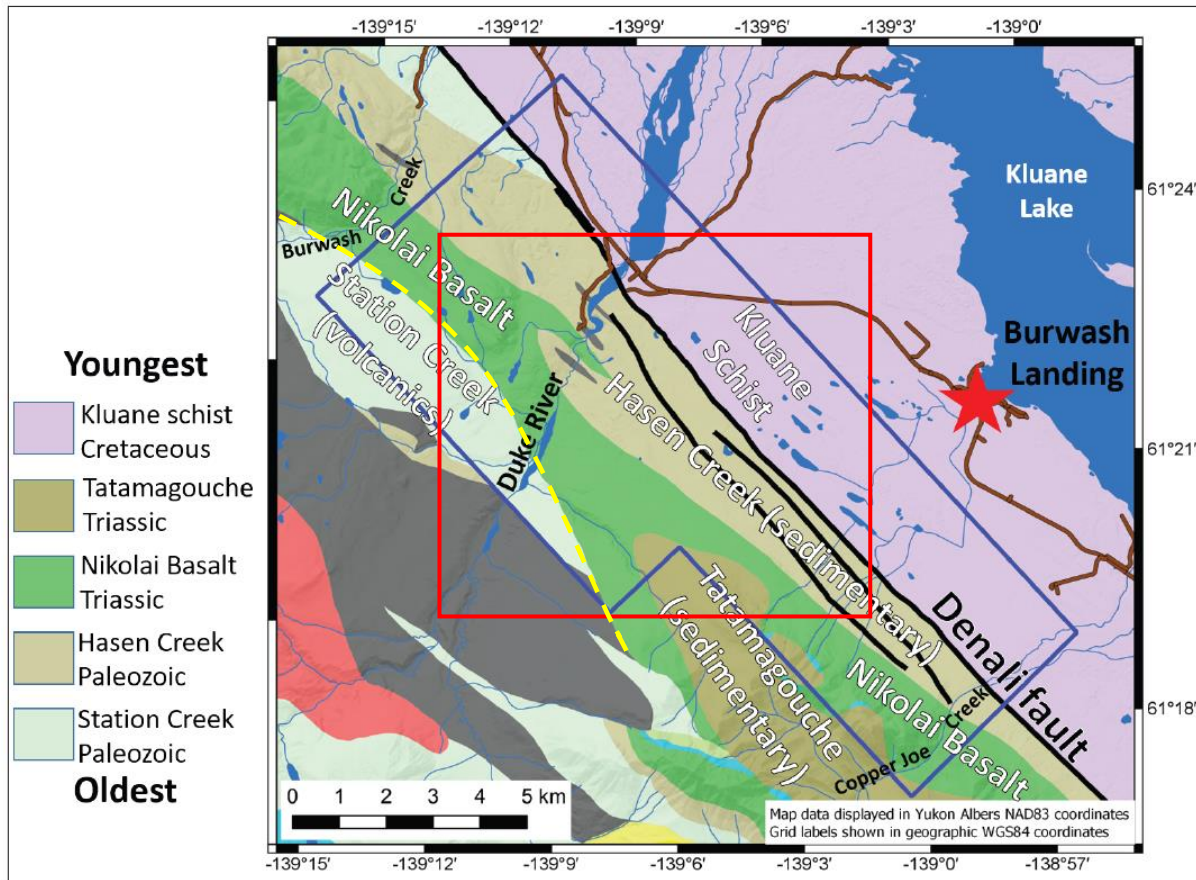 -139°15' -139°12' -139°9' -139°6' -139°3' -139°0'
61°24'
61°21'
61°18'
-139°15' -139°12' -139°9' -139°6' -139°3' -139°0' -138°57'
Youngest
Kluane schist
Cretaceous
Tatamagouche
Triassic
Nikolai Basalt
Triassic
Hasen Creek
Paleozoic
Station Creek
Paleozoic
Oldest
Burwash
Creek
Nikolai Basalt
Station Creek
(volcanics)
Duke River
Hasen Creek (sedimentary)
Kluane
Schist
Kluane
Lake
Burwash
Landing
Denali fault
Tatamagouche
(sedimentary)
Nikolai Basalt
Copper Joe
Creek
0 1 2 3 4 5 km
Map data displayed in Yukon Albers NAD83 coordinates
Grid labels shown in geographic WGS84 coordinates